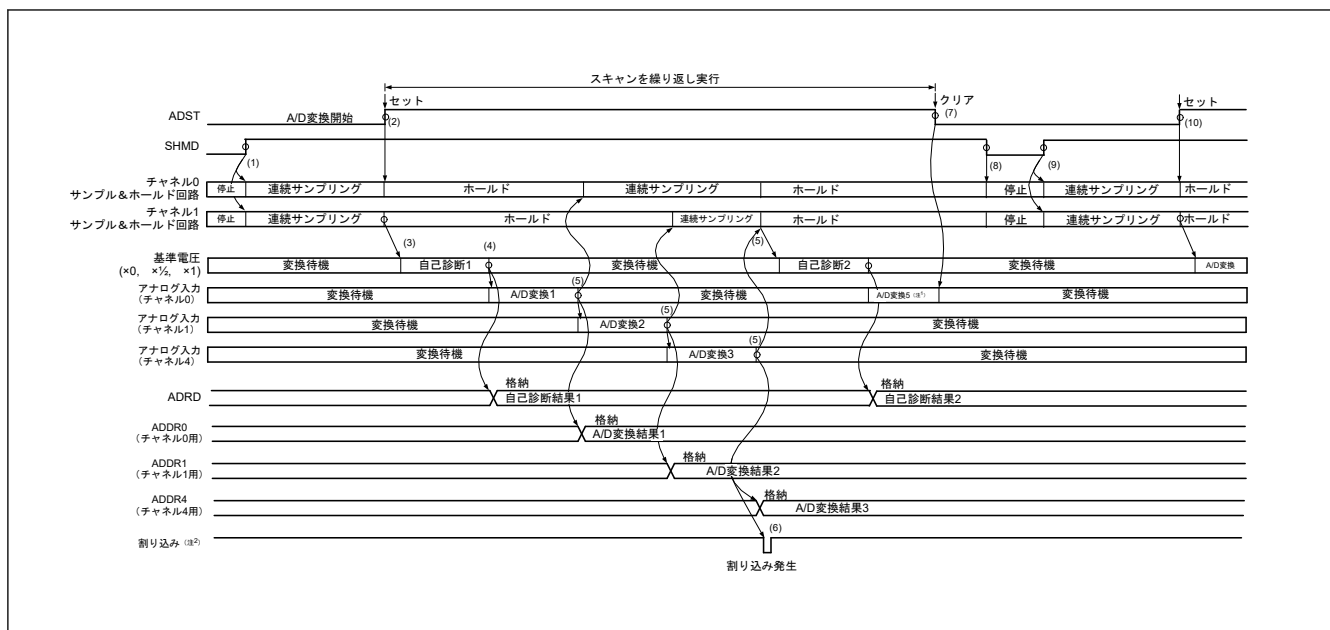 スキャンを繰り返し実行
セット
クリア
セット
ADST
A/D変換開始
(2)
(7)
(10)
SHMD
(1)
(8)
(9)
チャネル0
サンプル&ホールド回路
停止
連続サンプリング
ホールド
連続サンプリング
ホールド
停止
連続サンプリング
ホールド
チャネル1
サンプル&ホールド回路
停止
連続サンプリング
ホールド
連続サンプリング
ホールド
停止
連続サンプリング
ホールド
(3)
(4)
(5)
基準電圧
(×0, ×½, ×1)
変換待機
自己診断1
変換待機
自己診断2
変換待機
A/D変換
アナログ入力
(チャネル0)
変換待機
A/D変換1
(5)
変換待機
A/D変換5 (注1)
変換待機
アナログ入力
(チャネル1)
変換待機
A/D変換2
(5)
変換待機
アナログ入力
(チャネル4)
変換待機
A/D変換3
(5)
変換待機
ADRD
格納
自己診断結果1
格納
自己診断結果2
ADDR0
(チャネル0用)
格納
A/D変換結果1
ADDR1
(チャネル1用)
格納
A/D変換結果2
ADDR4
(チャネル4用)
格納
A/D変換結果3
割り込み (注2)
(6)
割り込み発生